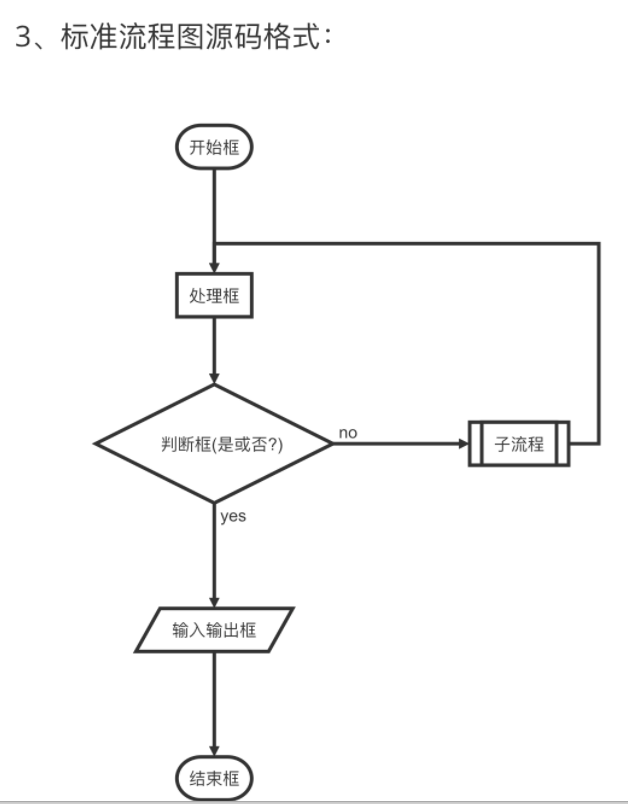 3、标准流程图源码格式：
开始框
处理框
判断框(是或否?)
no
子流程
yes
输入输出框
结束框